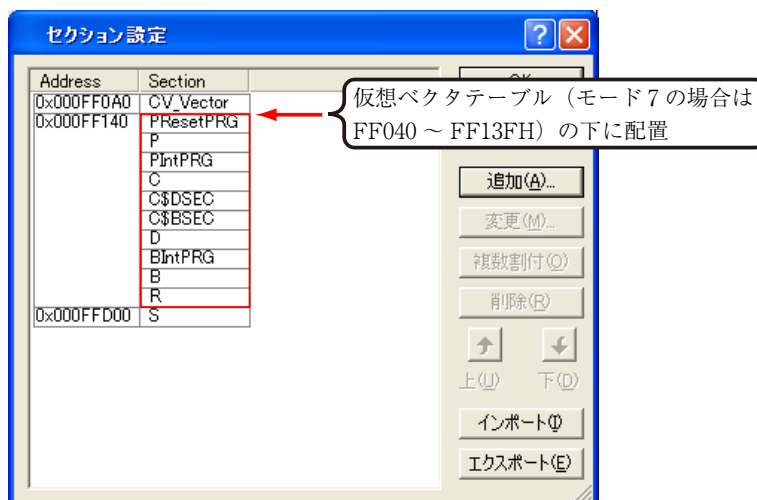 セクション設定
Address Section
0x000FF0A0 CV_Vector
0x000FF140 PResetPRG
P
PIntPRG
C
C$DSEC
C$BSEC
D
BIntPRG
B
R
0x000FFD00 S
仮想ベクタテーブル（モード７の場合は
FF040 ～ FF13FH）の下に配置
追加(A)...
変更(M)...
複数割付(O)
削除(R)
上(U) 下(D)
インポート(I)
エクスポート(E)